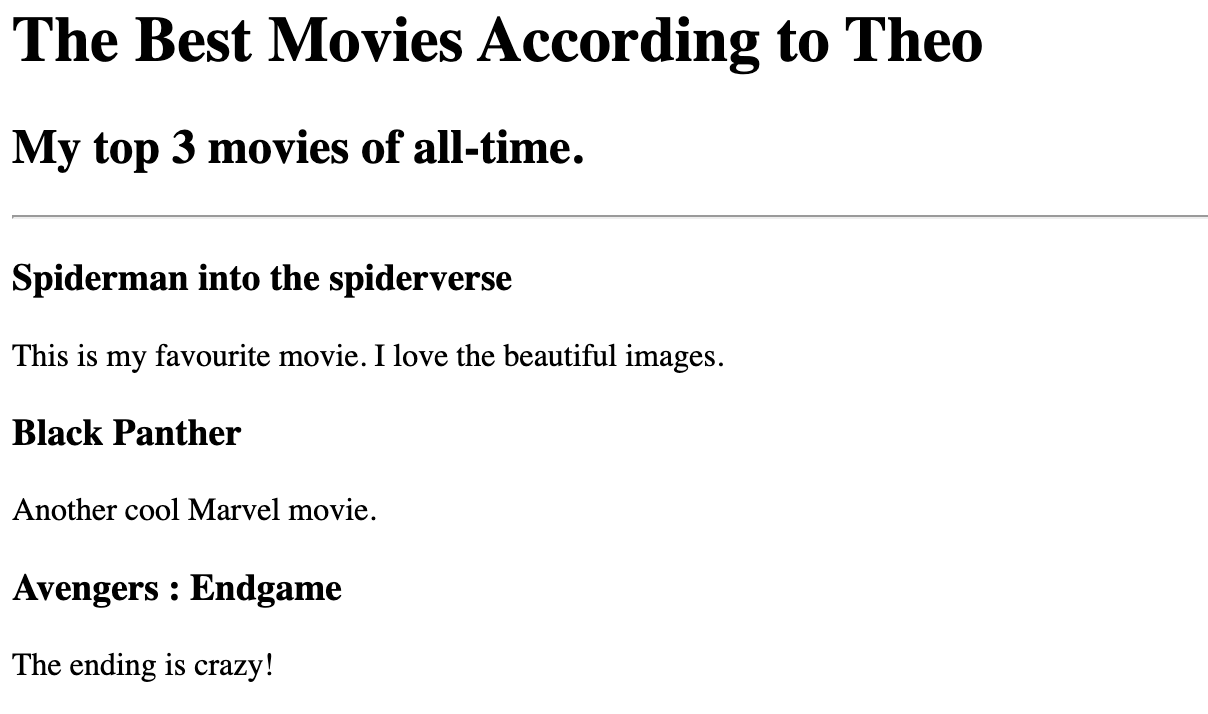 The Best Movies According to Theo
My top 3 movies of all-time.
Spiderman into the spiderverse
This is my favourite movie. I love the beautiful images.
Black Panther
Another cool Marvel movie.
Avengers : Endgame
The ending is crazy!